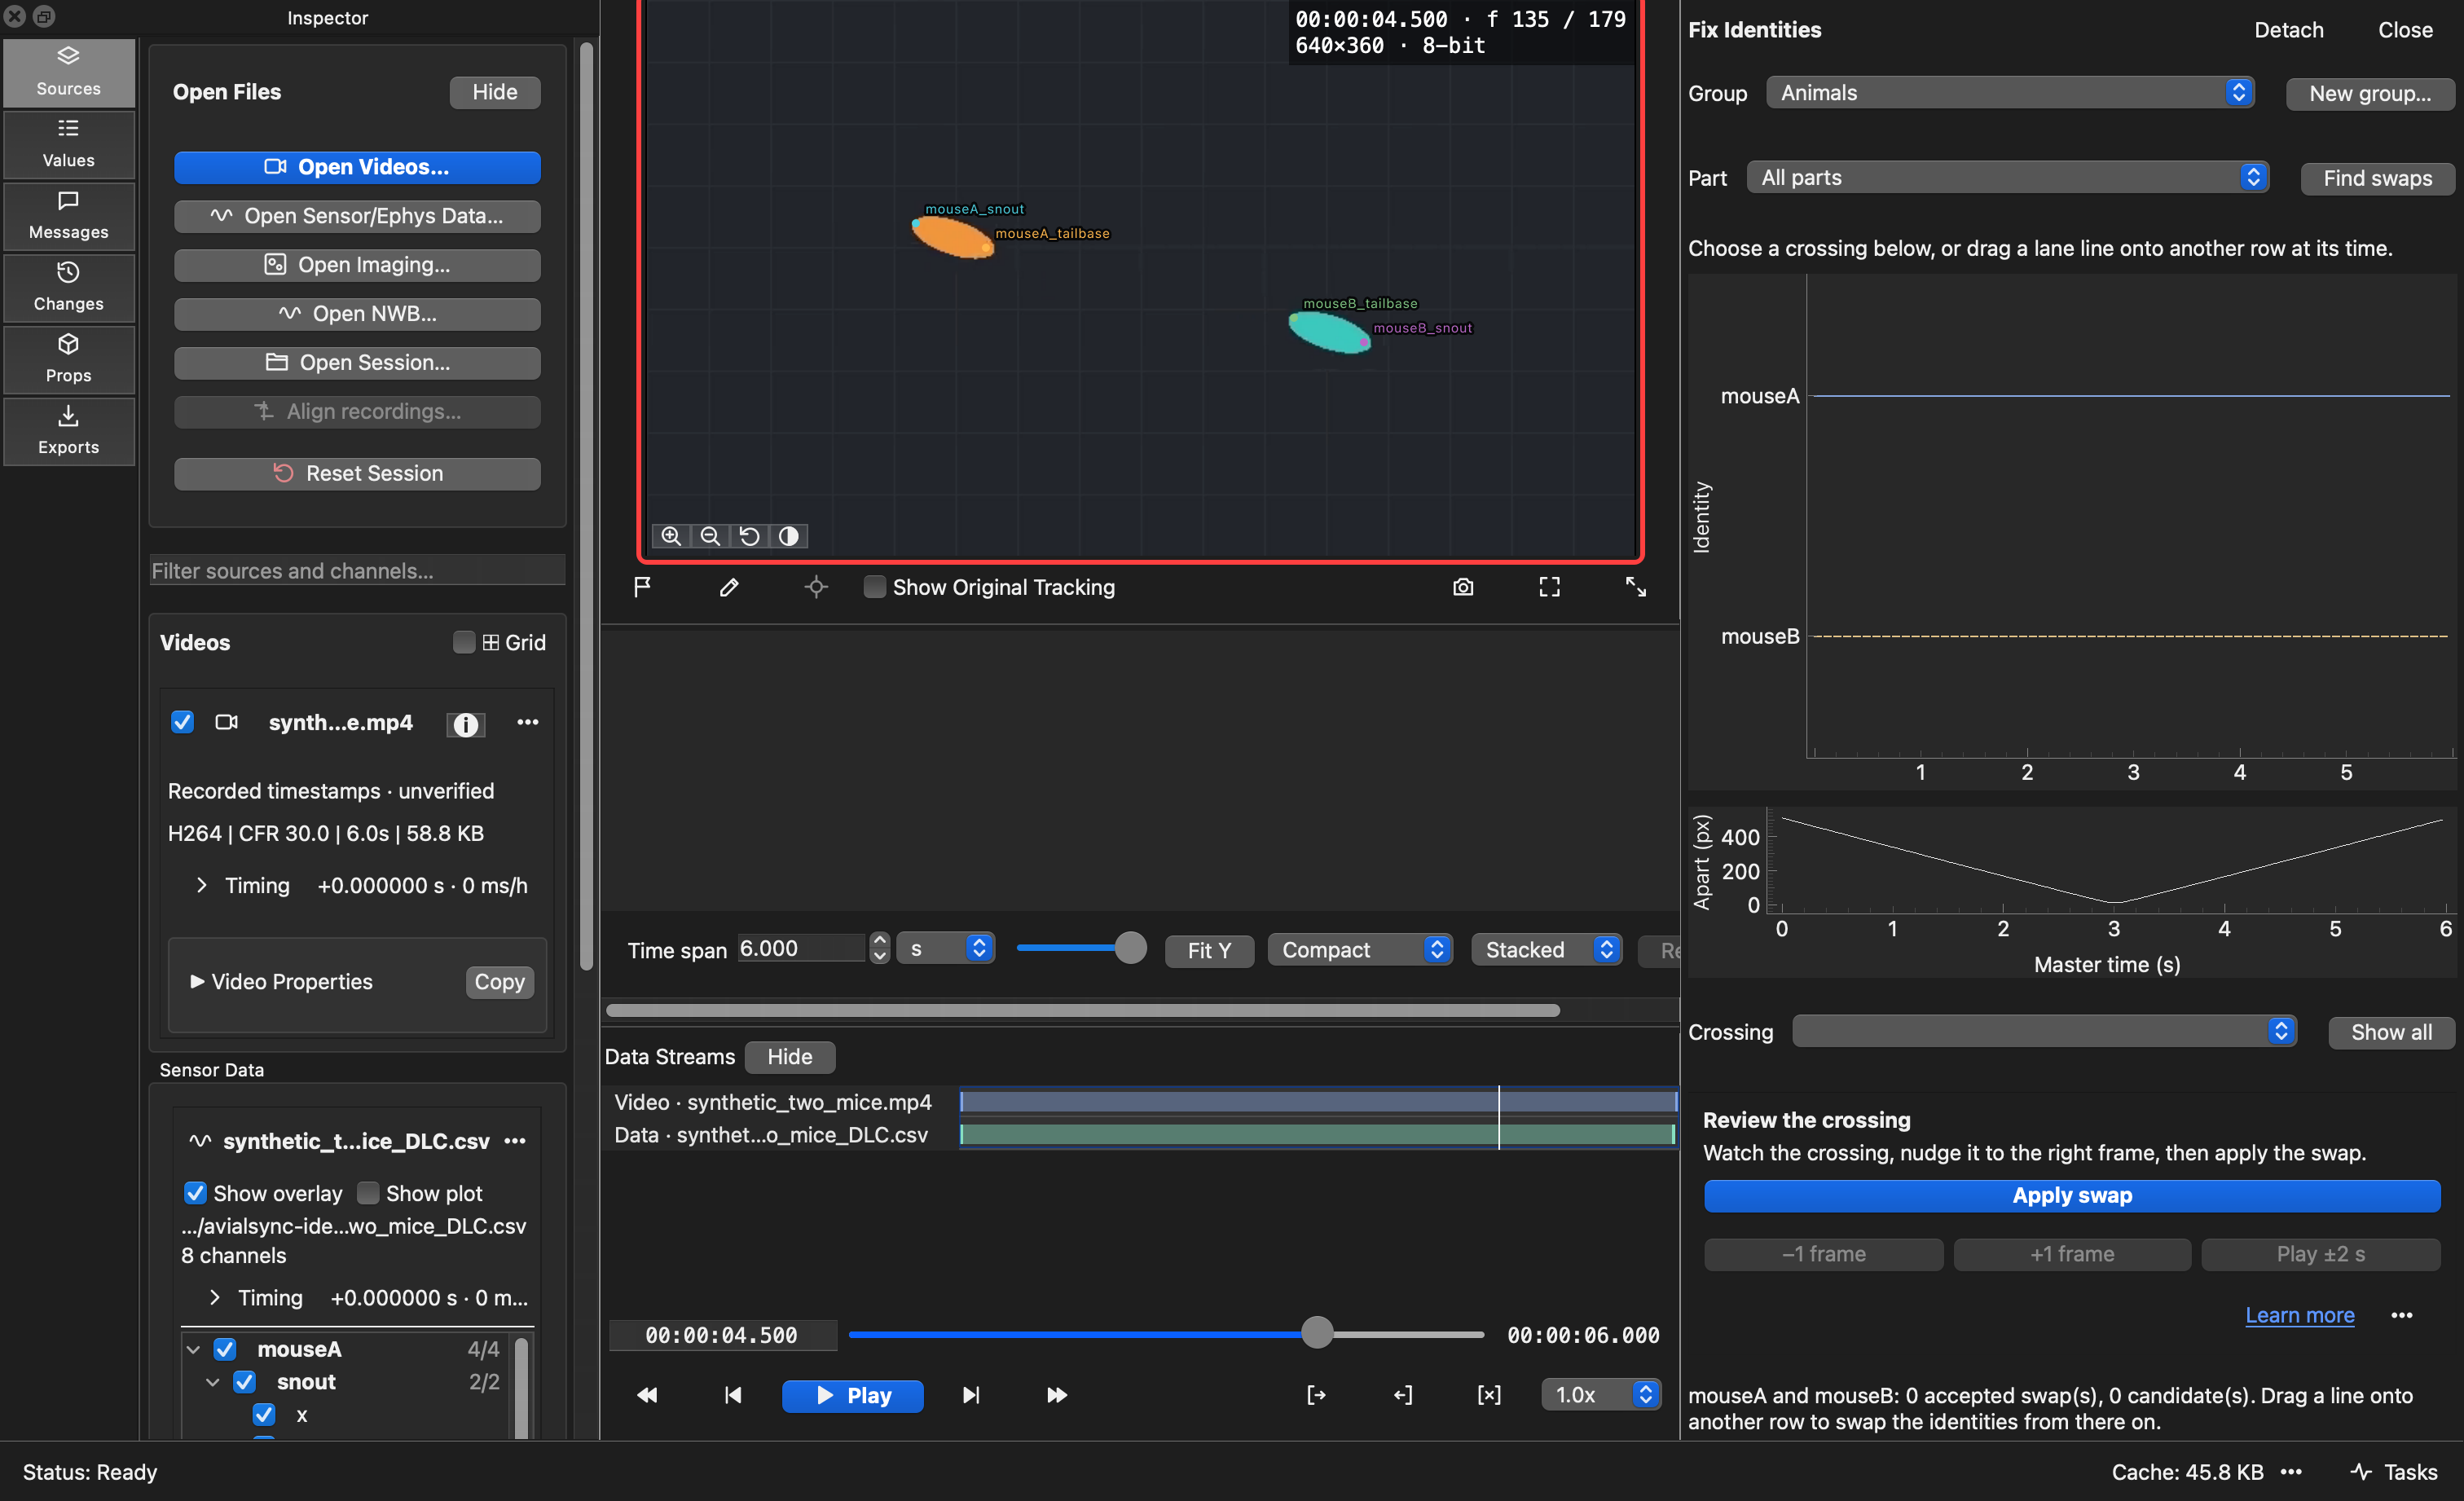 Inspector
Sources
Values
Messages
Changes
Props
Exports
Open Files
Hide
Open Videos...
Open Sensor/Ephys Data...
Open Imaging...
Open NWB...
Open Session...
Align recordings...
Reset Session
Filter sources and channels...
Videos
Grid
synth...e.mp4
Recorded timestamps · unverified
H264 | CFR 30.0 | 6.0s | 58.8 KB
Timing +0.000000 s · 0 ms/h
Video Properties
Copy
Sensor Data
synthetic_t...ice_DLC.csv
Show overlay
Show plot
.../avialsync-ide...wo_mice_DLC.csv
8 channels
Timing +0.000000 s · 0 m...
mouseA 4/4
snout 2/2
x
00:00:04.500 · f 135 / 179
640×360 · 8-bit
mouseA_snout
mouseA_tailbase
mouseB_tailbase
mouseB_snout
Show Original Tracking
Time span 6.000 s
Fit Y
Compact
Stacked
Re
Data Streams
Hide
Video · synthetic_two_mice.mp4
Data · synthet...o_mice_DLC.csv
00:00:04.500
00:00:06.000
Play
1.0x
Fix Identities
Detach
Close
Group Animals
New group...
Part All parts
Find swaps
Choose a crossing below, or drag a lane line onto another row at its time.
mouseA
Identity
mouseB
1 2 3 4 5
Apart (px)
400
200
0
0 1 2 3 4 5 6
Master time (s)
Crossing
Show all
Review the crossing
Watch the crossing, nudge it to the right frame, then apply the swap.
Apply swap
−1 frame
+1 frame
Play ±2 s
Learn more
mouseA and mouseB: 0 accepted swap(s), 0 candidate(s). Drag a line onto
another row to swap the identities from there on.
Status: Ready
Cache: 45.8 KB
Tasks